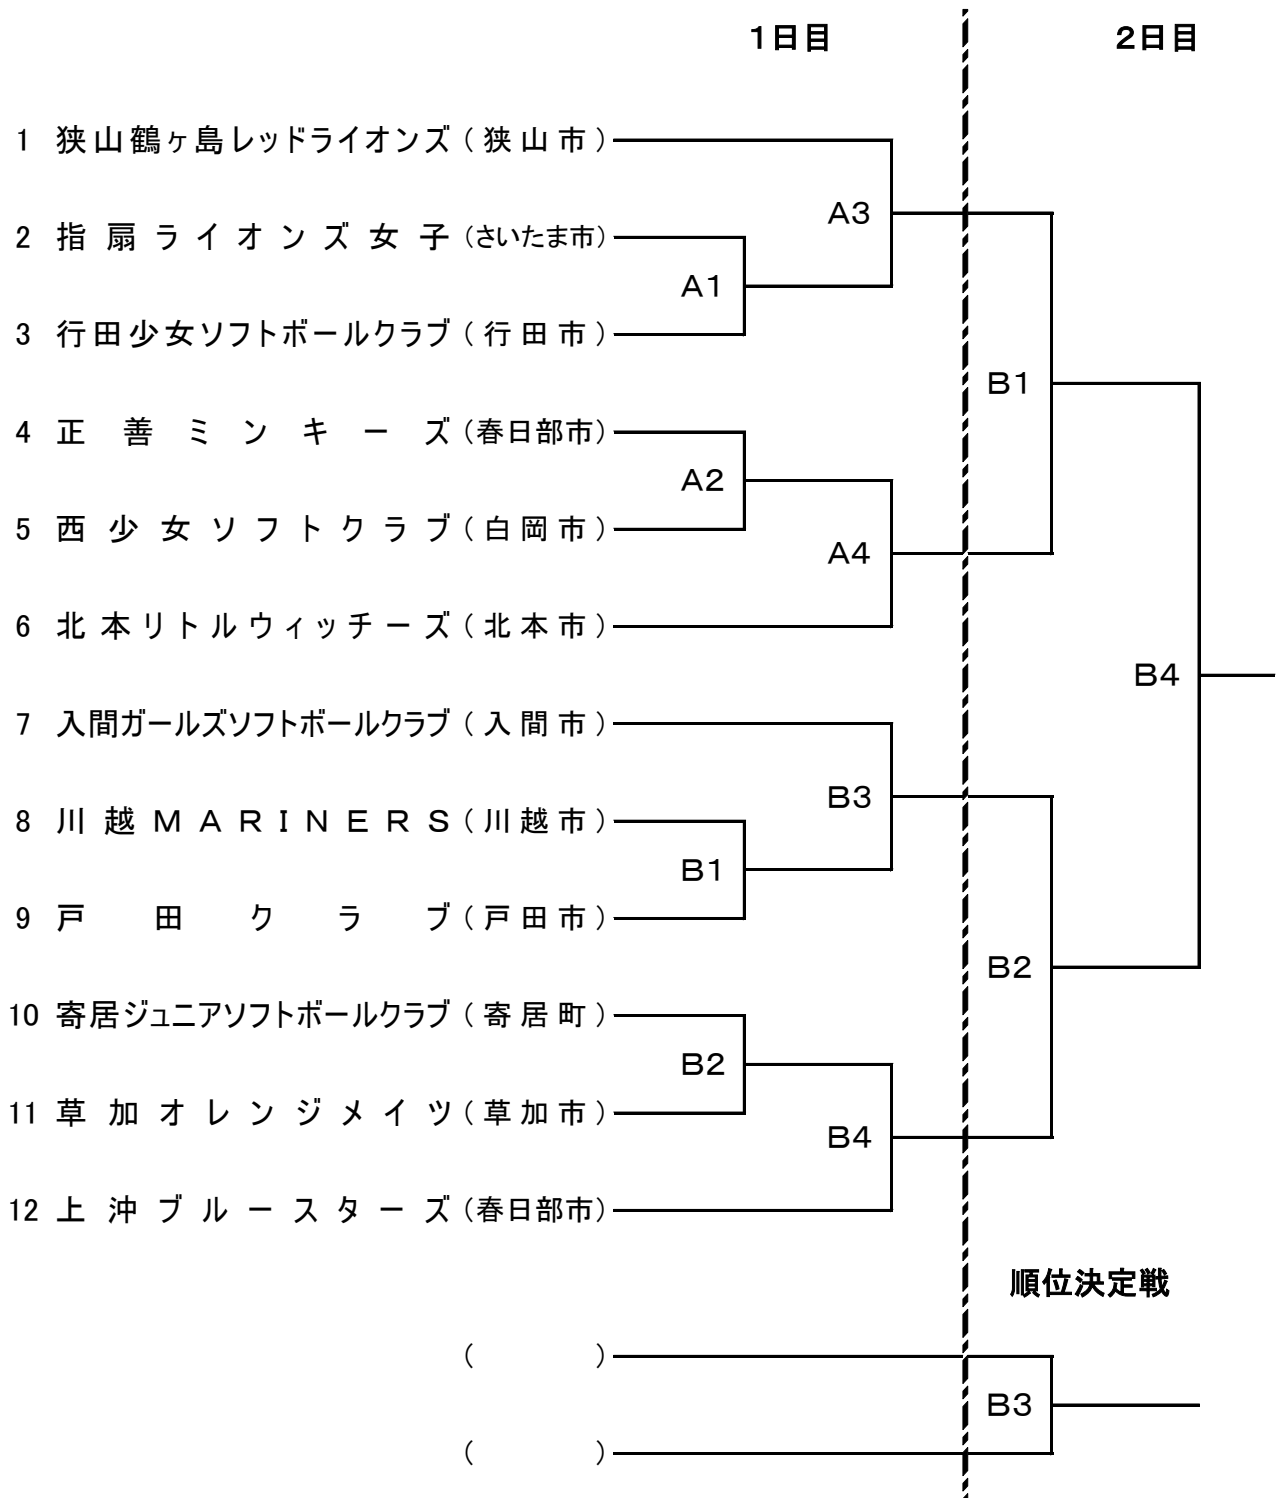 1日目 2日目
1 狭山鶴ヶ島レッドライオンズ(狭山市)
A3
2 指扇ライオンズ女子(さいたま市)
A1
3 行田少女ソフトボールクラブ(行田市)
B1
4 正善ミンキーズ(春日部市)
A2
5 西少女ソフトクラブ(白岡市)
A4
6 北本リトルウィッチーズ(北本市)
B4
7 入間ガールズソフトボールクラブ(入間市)
B3
8 川越MARINERS(川越市)
B1
9 戸田クラブ(戸田市)
B2
10 寄居ジュニアソフトボールクラブ(寄居町)
B2
11 草加オレンジメイツ(草加市)
B4
12 上沖ブルースターズ(春日部市)
順位決定戦
( )
B3
( )